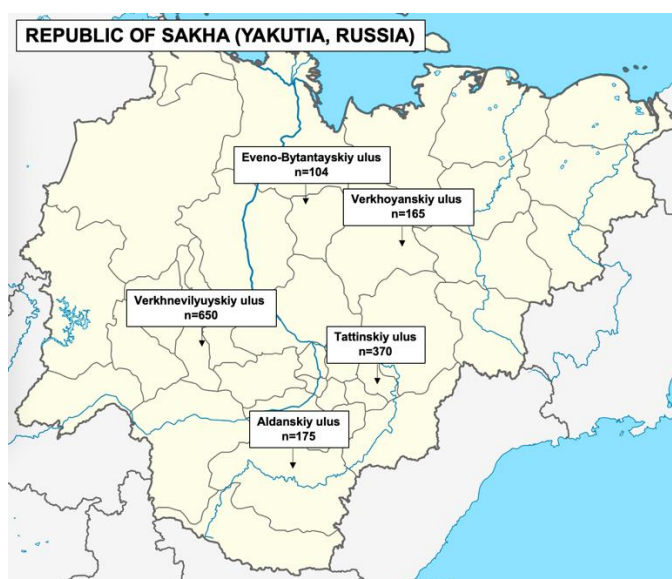 REPUBLIC OF SAKHA (YAKUTIA, RUSSIA)
Eveno-Bytantayskiy ulus
n=104
Verkhoyanskiy ulus
n=165
Verkhnevilyuyskiy ulus
n=650
Tattinskiy ulus
n=370
Aldanskiy ulus
n=175